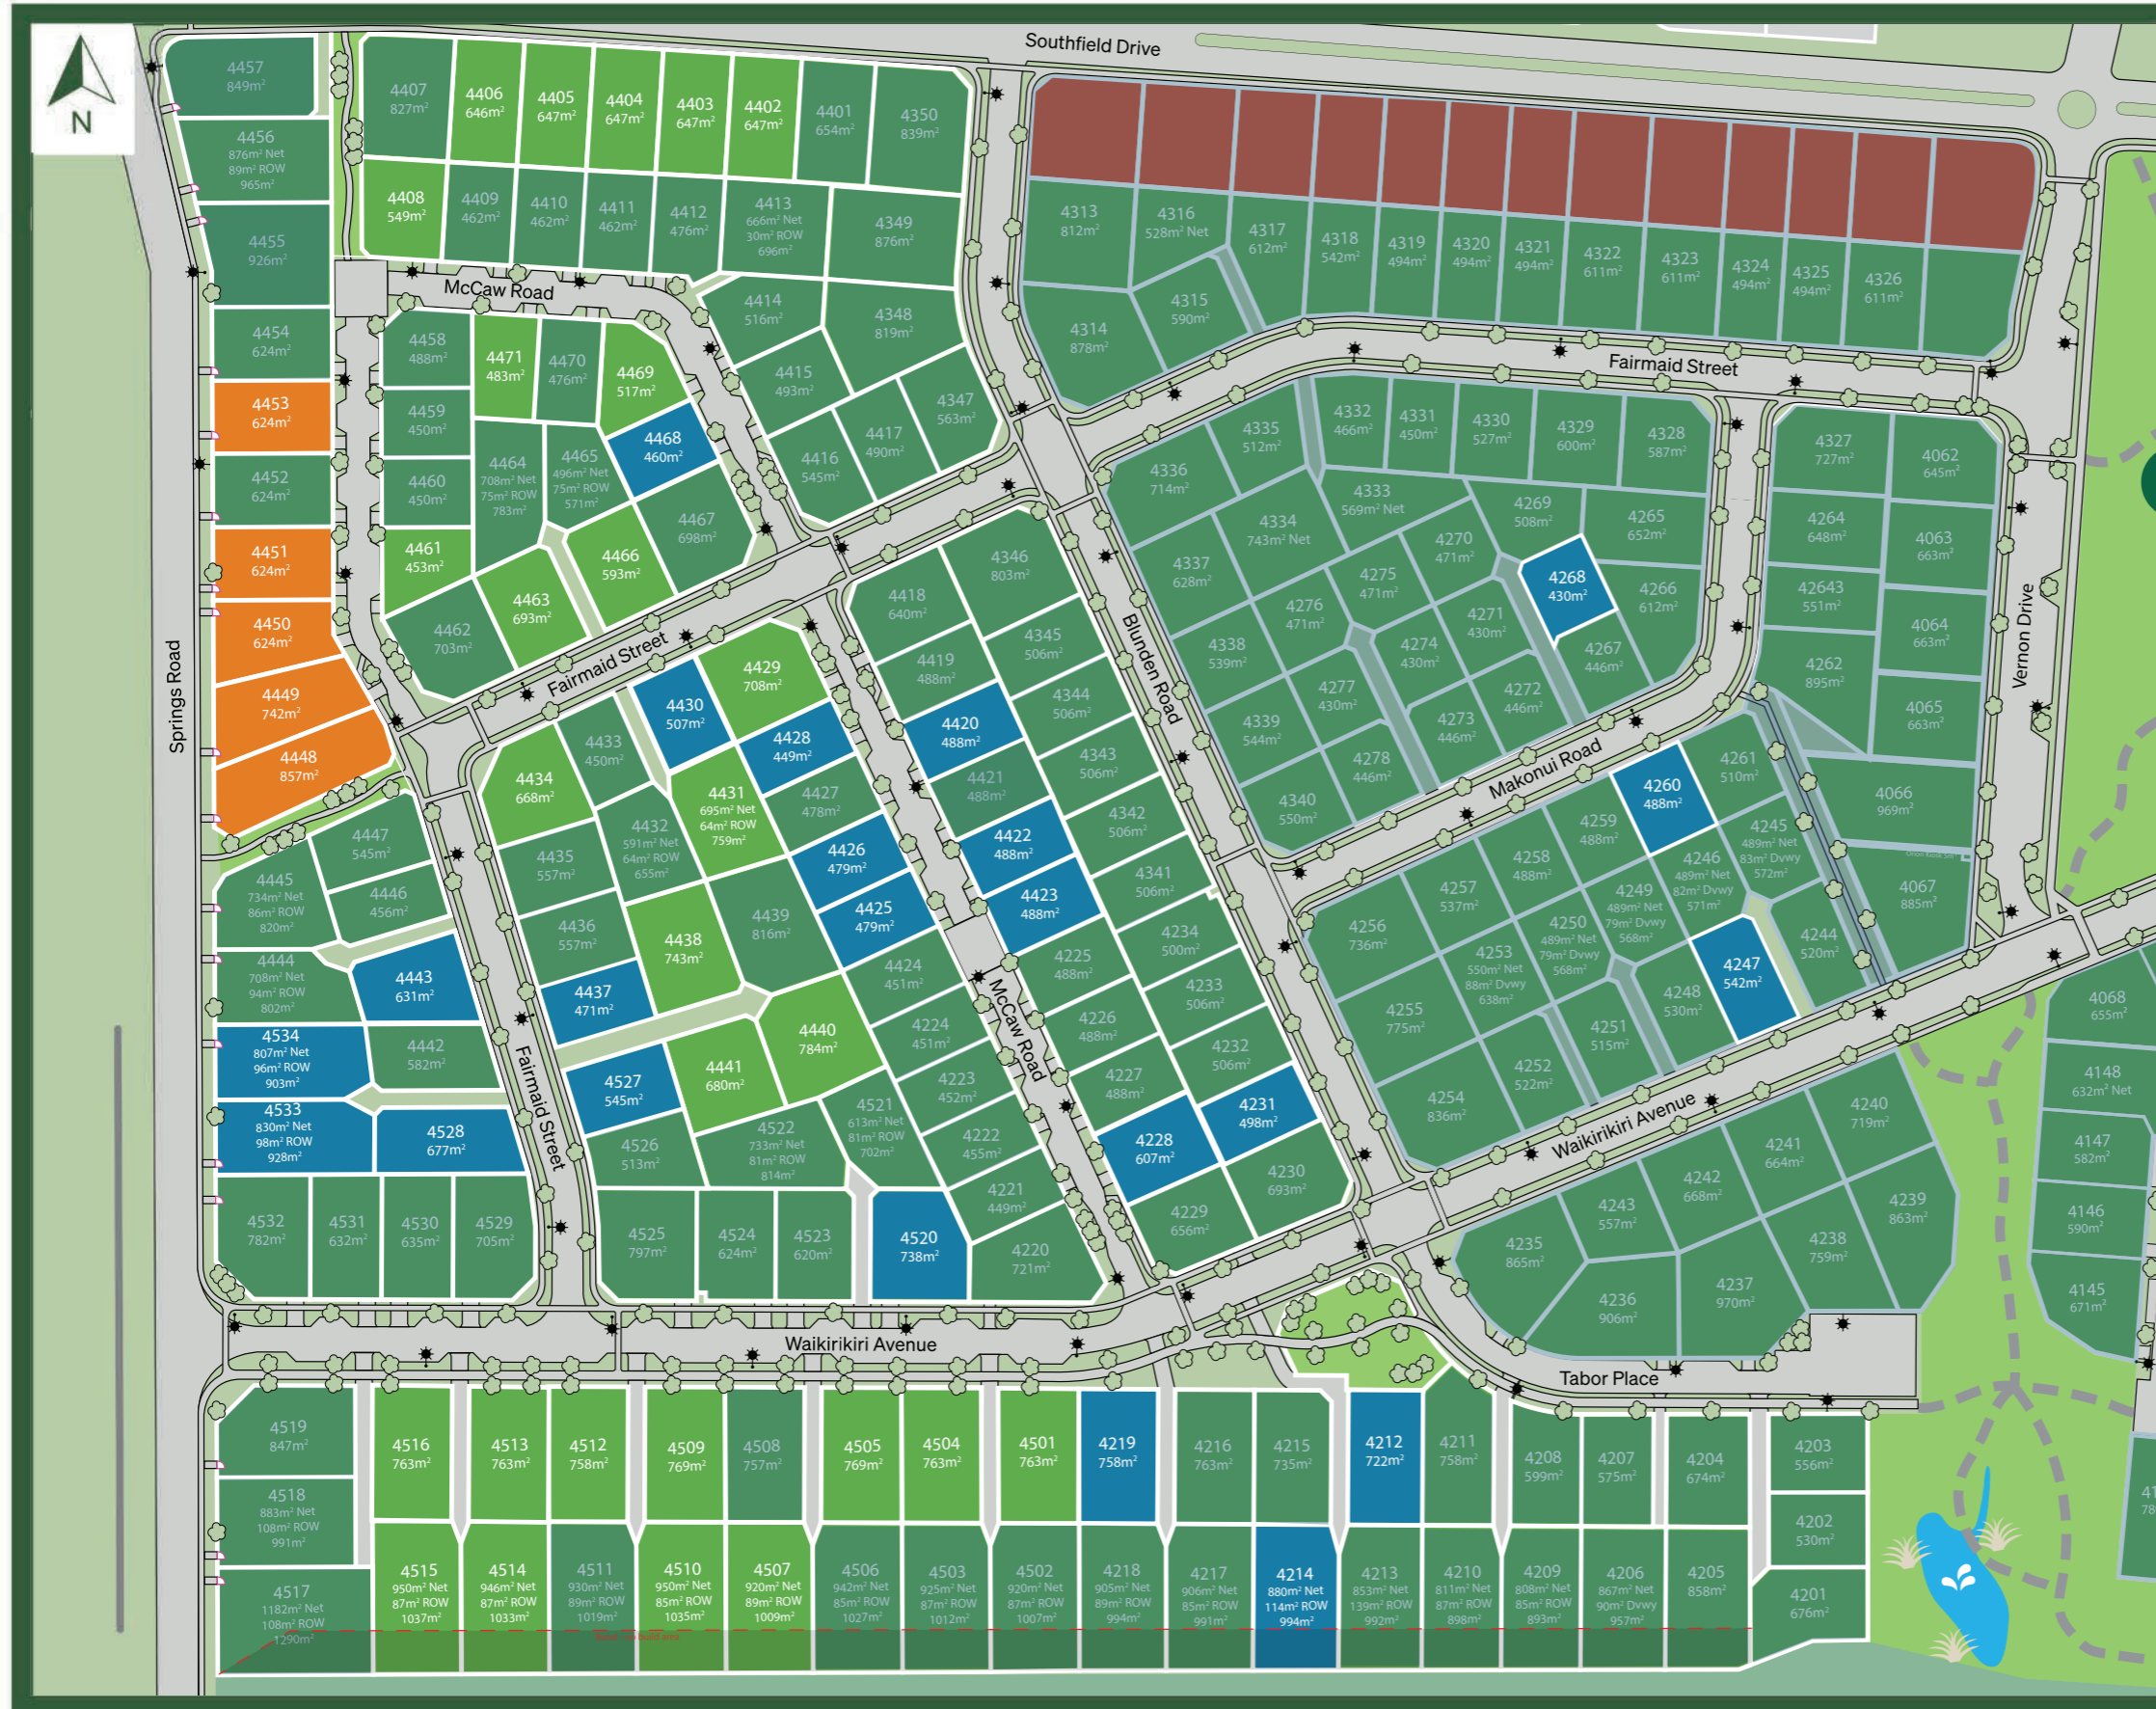 N
Southfield Drive
4457
849m²
4456
876m² Net
89m² ROW
965m²
4455
926m²
4454
624m²
4453
624m²
4452
624m²
4451
624m²
4450
624m²
4449
742m²
4448
857m²
Springs Road
4407
827m²
4406
646m²
4405
647m²
4404
647m²
4403
647m²
4402
647m²
4401
654m²
4350
839m²
4408
549m²
4409
462m²
4410
462m²
4411
462m²
4412
476m²
4413
666m² Net
30m² ROW
696m²
4349
876m²
McCaw Road
4414
516m²
4348
819m²
4415
493m²
4347
563m²
4416
545m²
4417
490m²
4458
488m²
4471
483m²
4470
476m²
4469
517m²
4459
450m²
4468
460m²
4460
450m²
4464
708m² Net
75m² ROW
783m²
4465
496m² Net
75m² ROW
571m²
4467
698m²
4461
453m²
4466
593m²
4463
693m²
4462
703m²
Fairmaid Street
4313
812m²
4316
528m² Net
4317
612m²
4318
542m²
4319
494m²
4320
494m²
4321
494m²
4322
611m²
4323
611m²
4324
494m²
4325
494m²
4326
611m²
4315
590m²
4314
878m²
Fairmaid Street
4336
714m²
4335
512m²
4332
466m²
4331
450m²
4330
527m²
4329
600m²
4328
587m²
4327
727m²
4062
645m²
4333
569m² Net
4334
743m² Net
4269
508m²
4265
652m²
4264
648m²
4063
663m²
4337
628m²
4270
471m²
4275
471m²
4268
430m²
4266
612m²
42643
551m²
4276
471m²
4271
430m²
4274
430m²
4267
446m²
4064
663m²
4338
539m²
4262
895m²
4277
430m²
4272
446m²
4273
446m²
4065
663m²
4339
544m²
4278
446m²
4340
550m²
Makonui Road
Vernon Drive
Blunden Road
4346
803m²
4418
640m²
4345
506m²
4419
488m²
4344
506m²
4420
488m²
4343
506m²
4421
488m²
4342
506m²
4422
488m²
4341
506m²
4423
488m²
4234
500m²
4225
488m²
4233
506m²
4226
488m²
4232
506m²
4227
488m²
4231
498m²
4228
607m²
4230
693m²
4229
656m²
McCaw Road
4429
708m²
4430
507m²
4428
449m²
4433
450m²
4434
668m²
4431
695m² Net
64m² ROW
759m²
4427
478m²
4432
591m² Net
64m² ROW
655m²
4426
479m²
4435
557m²
4425
479m²
4439
816m²
4436
557m²
4438
743m²
4424
451m²
4437
471m²
4440
784m²
4224
451m²
4441
680m²
4527
545m²
4223
452m²
4521
613m² Net
81m² ROW
702m²
4522
733m² Net
81m² ROW
814m²
4222
455m²
4526
513m²
4221
449m²
4525
797m²
4524
624m²
4523
620m²
4520
738m²
4220
721m²
4447
545m²
4445
734m² Net
86m² ROW
820m²
4446
456m²
4444
708m² Net
94m² ROW
802m²
4443
631m²
4534
807m² Net
96m² ROW
903m²
4442
582m²
4533
830m² Net
98m² ROW
928m²
4528
677m²
Fairmaid Street
4532
782m²
4531
632m²
4530
635m²
4529
705m²
4260
488m²
4261
510m²
4066
969m²
4259
488m²
4245
489m² Net
83m² Dvwy
572m²
4246
489m² Net
82m² Dvwy
571m²
4258
488m²
4257
537m²
4249
489m² Net
79m² Dvwy
568m²
4067
885m²
4256
736m²
4250
489m² Net
79m² Dvwy
568m²
4244
520m²
4253
550m² Net
88m² Dvwy
638m²
4247
542m²
4248
530m²
4255
775m²
4251
515m²
4252
522m²
4254
836m²
Waikirikiri Avenue
4068
655m²
4148
632m² Net
4147
582m²
4146
590m²
4145
671m²
4240
719m²
4241
664m²
4242
668m²
4239
863m²
4243
557m²
4238
759m²
4235
865m²
4237
970m²
4236
906m²
Waikirikiri Avenue
Tabor Place
4519
847m²
4516
763m²
4513
763m²
4512
758m²
4509
769m²
4508
757m²
4505
769m²
4504
763m²
4501
763m²
4219
758m²
4216
763m²
4215
735m²
4212
722m²
4211
758m²
4208
599m²
4207
575m²
4204
674m²
4203
556m²
4518
883m² Net
108m² ROW
991m²
4202
530m²
4517
1182m² Net
108m² ROW
1290m²
4515
950m² Net
87m² ROW
1037m²
4514
946m² Net
87m² ROW
1033m²
4511
930m² Net
89m² ROW
1019m²
4510
950m² Net
85m² ROW
1035m²
4507
920m² Net
89m² ROW
1009m²
4506
942m² Net
85m² ROW
1027m²
4503
925m² Net
87m² ROW
1012m²
4502
920m² Net
87m² ROW
1007m²
4218
905m² Net
89m² ROW
994m²
4217
906m² Net
85m² ROW
991m²
4214
880m² Net
114m² ROW
994m²
4213
853m² Net
139m² ROW
992m²
4210
811m² Net
87m² ROW
898m²
4209
808m² Net
85m² ROW
893m²
4206
867m² Net
90m² Dvwy
957m²
4205
858m²
4201
676m²